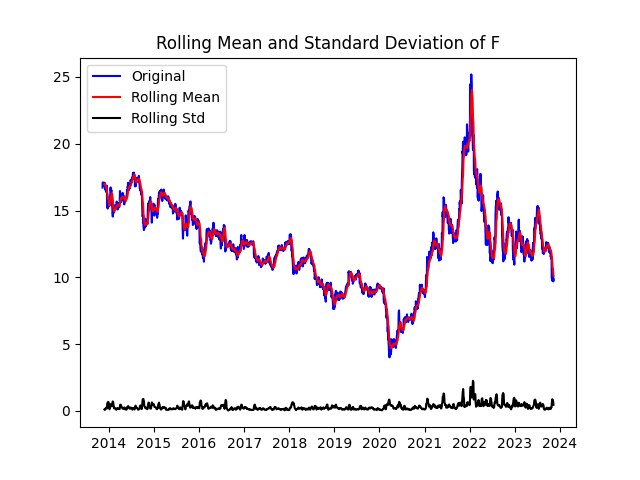 Rolling Mean and Standard Deviation of F
Original
Rolling Mean
Rolling Std
25
20
15
10
5
0
2014 2015 2016 2017 2018 2019 2020 2021 2022 2023 2024